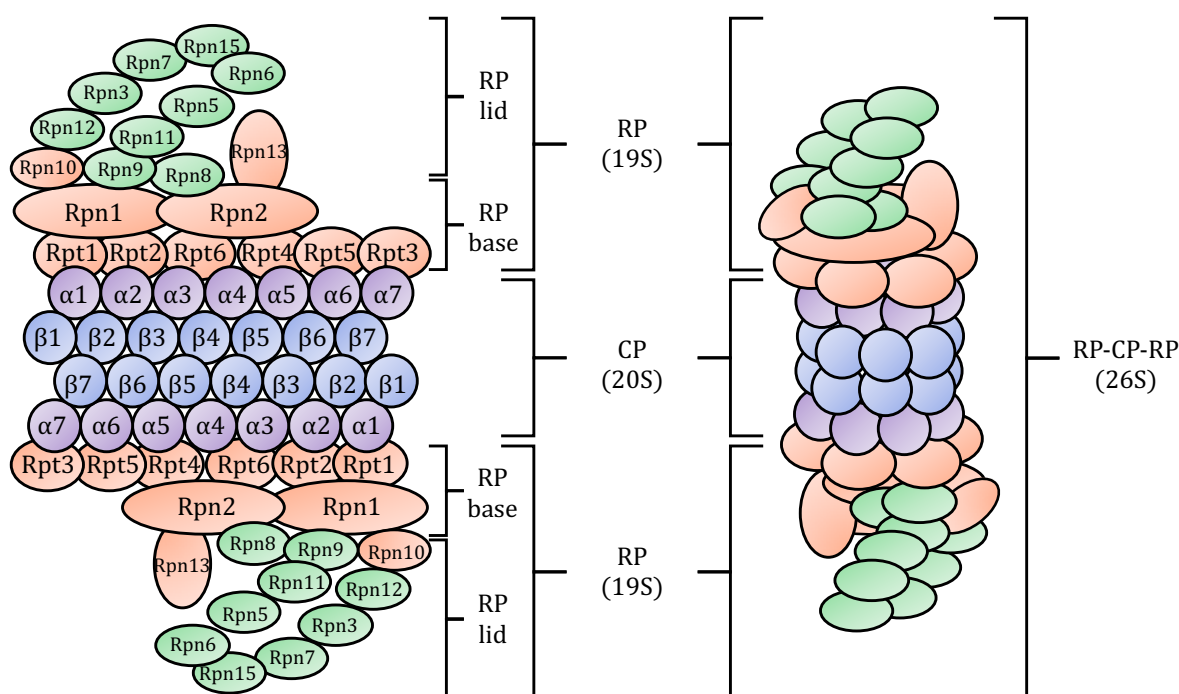 Rpn15
Rpn7
Rpn6
Rpn3
Rpn5
Rpn12
Rpn11
Rpn13
Rpn10
Rpn9
Rpn8
Rpn1 Rpn2
Rpt1 Rpt2 Rpt6 Rpt4 Rpt5 Rpt3
α1 α2 α3 α4 α5 α6 α7
β1 β2 β3 β4 β5 β6 β7
β7 β6 β5 β4 β3 β2 β1
α7 α6 α5 α4 α3 α2 α1
Rpt3 Rpt5 Rpt4 Rpt6 Rpt2 Rpt1
Rpn2 Rpn1
Rpn8 Rpn9 Rpn10
Rpn13
Rpn11
Rpn12
Rpn5
Rpn3
Rpn6
Rpn7
Rpn15
RP
lid
RP
base
RP
base
RP
lid
RP
(19S)
CP
(20S)
RP
(19S)
RP-CP-RP
(26S)